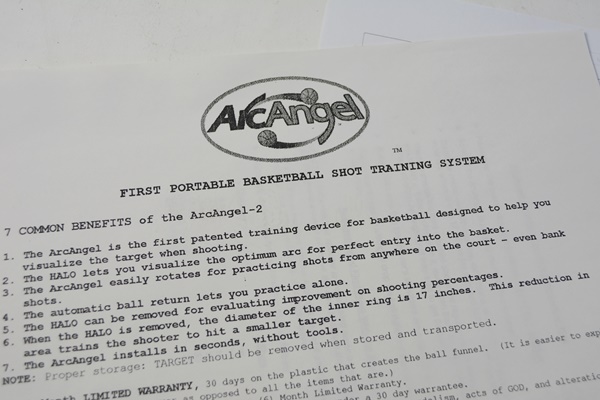 ArcAngel
TM
FIRST PORTABLE BASKETBALL SHOT TRAINING SYSTEM
7 COMMON BENEFITS of the ArcAngel-2
1. The ArcAngel is the first patented training device for basketball designed to help you
visualize the target when shooting.
2. The HALO lets you visualize the optimum arc for perfect entry into the basket.
3. The ArcAngel easily rotates for practicing shots from anywhere on the court - even bank
shots.
4. The automatic ball return lets you practice alone.
5. The HALO can be removed for evaluating improvement on shooting percentages.
6. When the HALO is removed, the diameter of the inner ring is 17 inches. This reduction in
area trains the shooter to hit a smaller target.
7. The ArcAngel installs in seconds, without tools.
NOTE: Proper storage: TARGET should be removed when stored and transported.
LIMITED WARRANTY, 30 days on the plastic that creates the ball funnel. (It is easier to
as opposed to all the items that are.)
Month Limited Warranty.
a 30 day warrantee.
acts of GOD, and